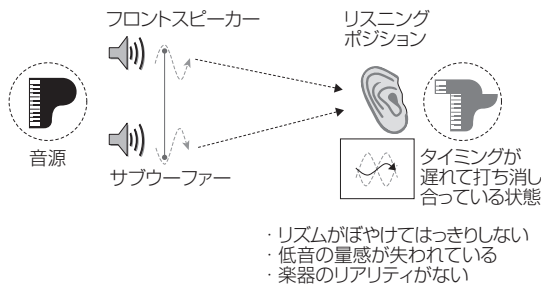 フロントスピーカー
リスニング
ポジション
音源
サブウーファー
タイミングが
遅れて打ち消し
合っている状態
・リズムがぼやけてはっきりしない
・低音の量感が失われている
・楽器のリアリティがない